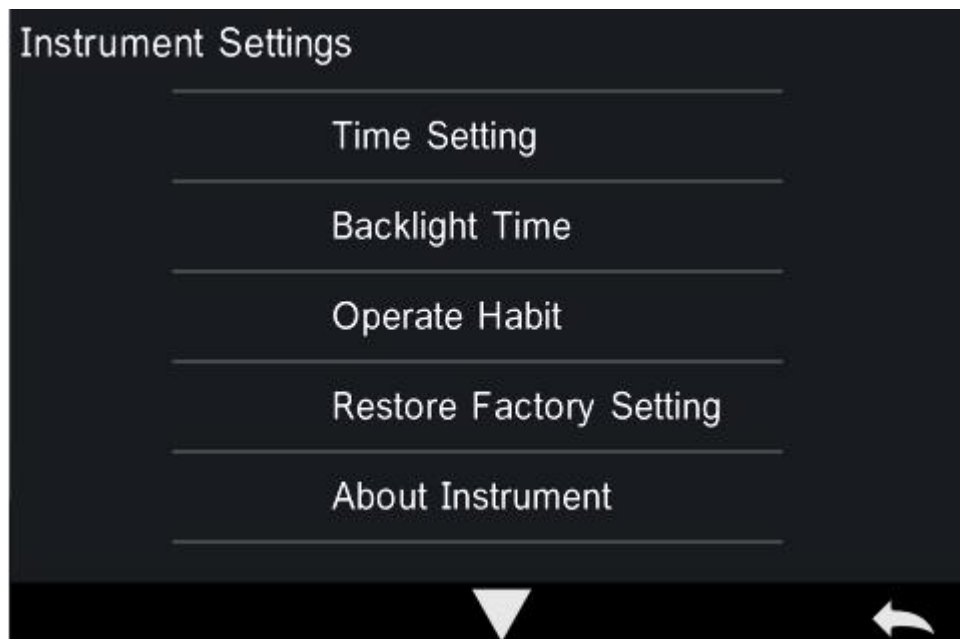 Instrument Settings
Time Setting
Backlight Time
Operate Habit
Restore Factory Setting
About Instrument